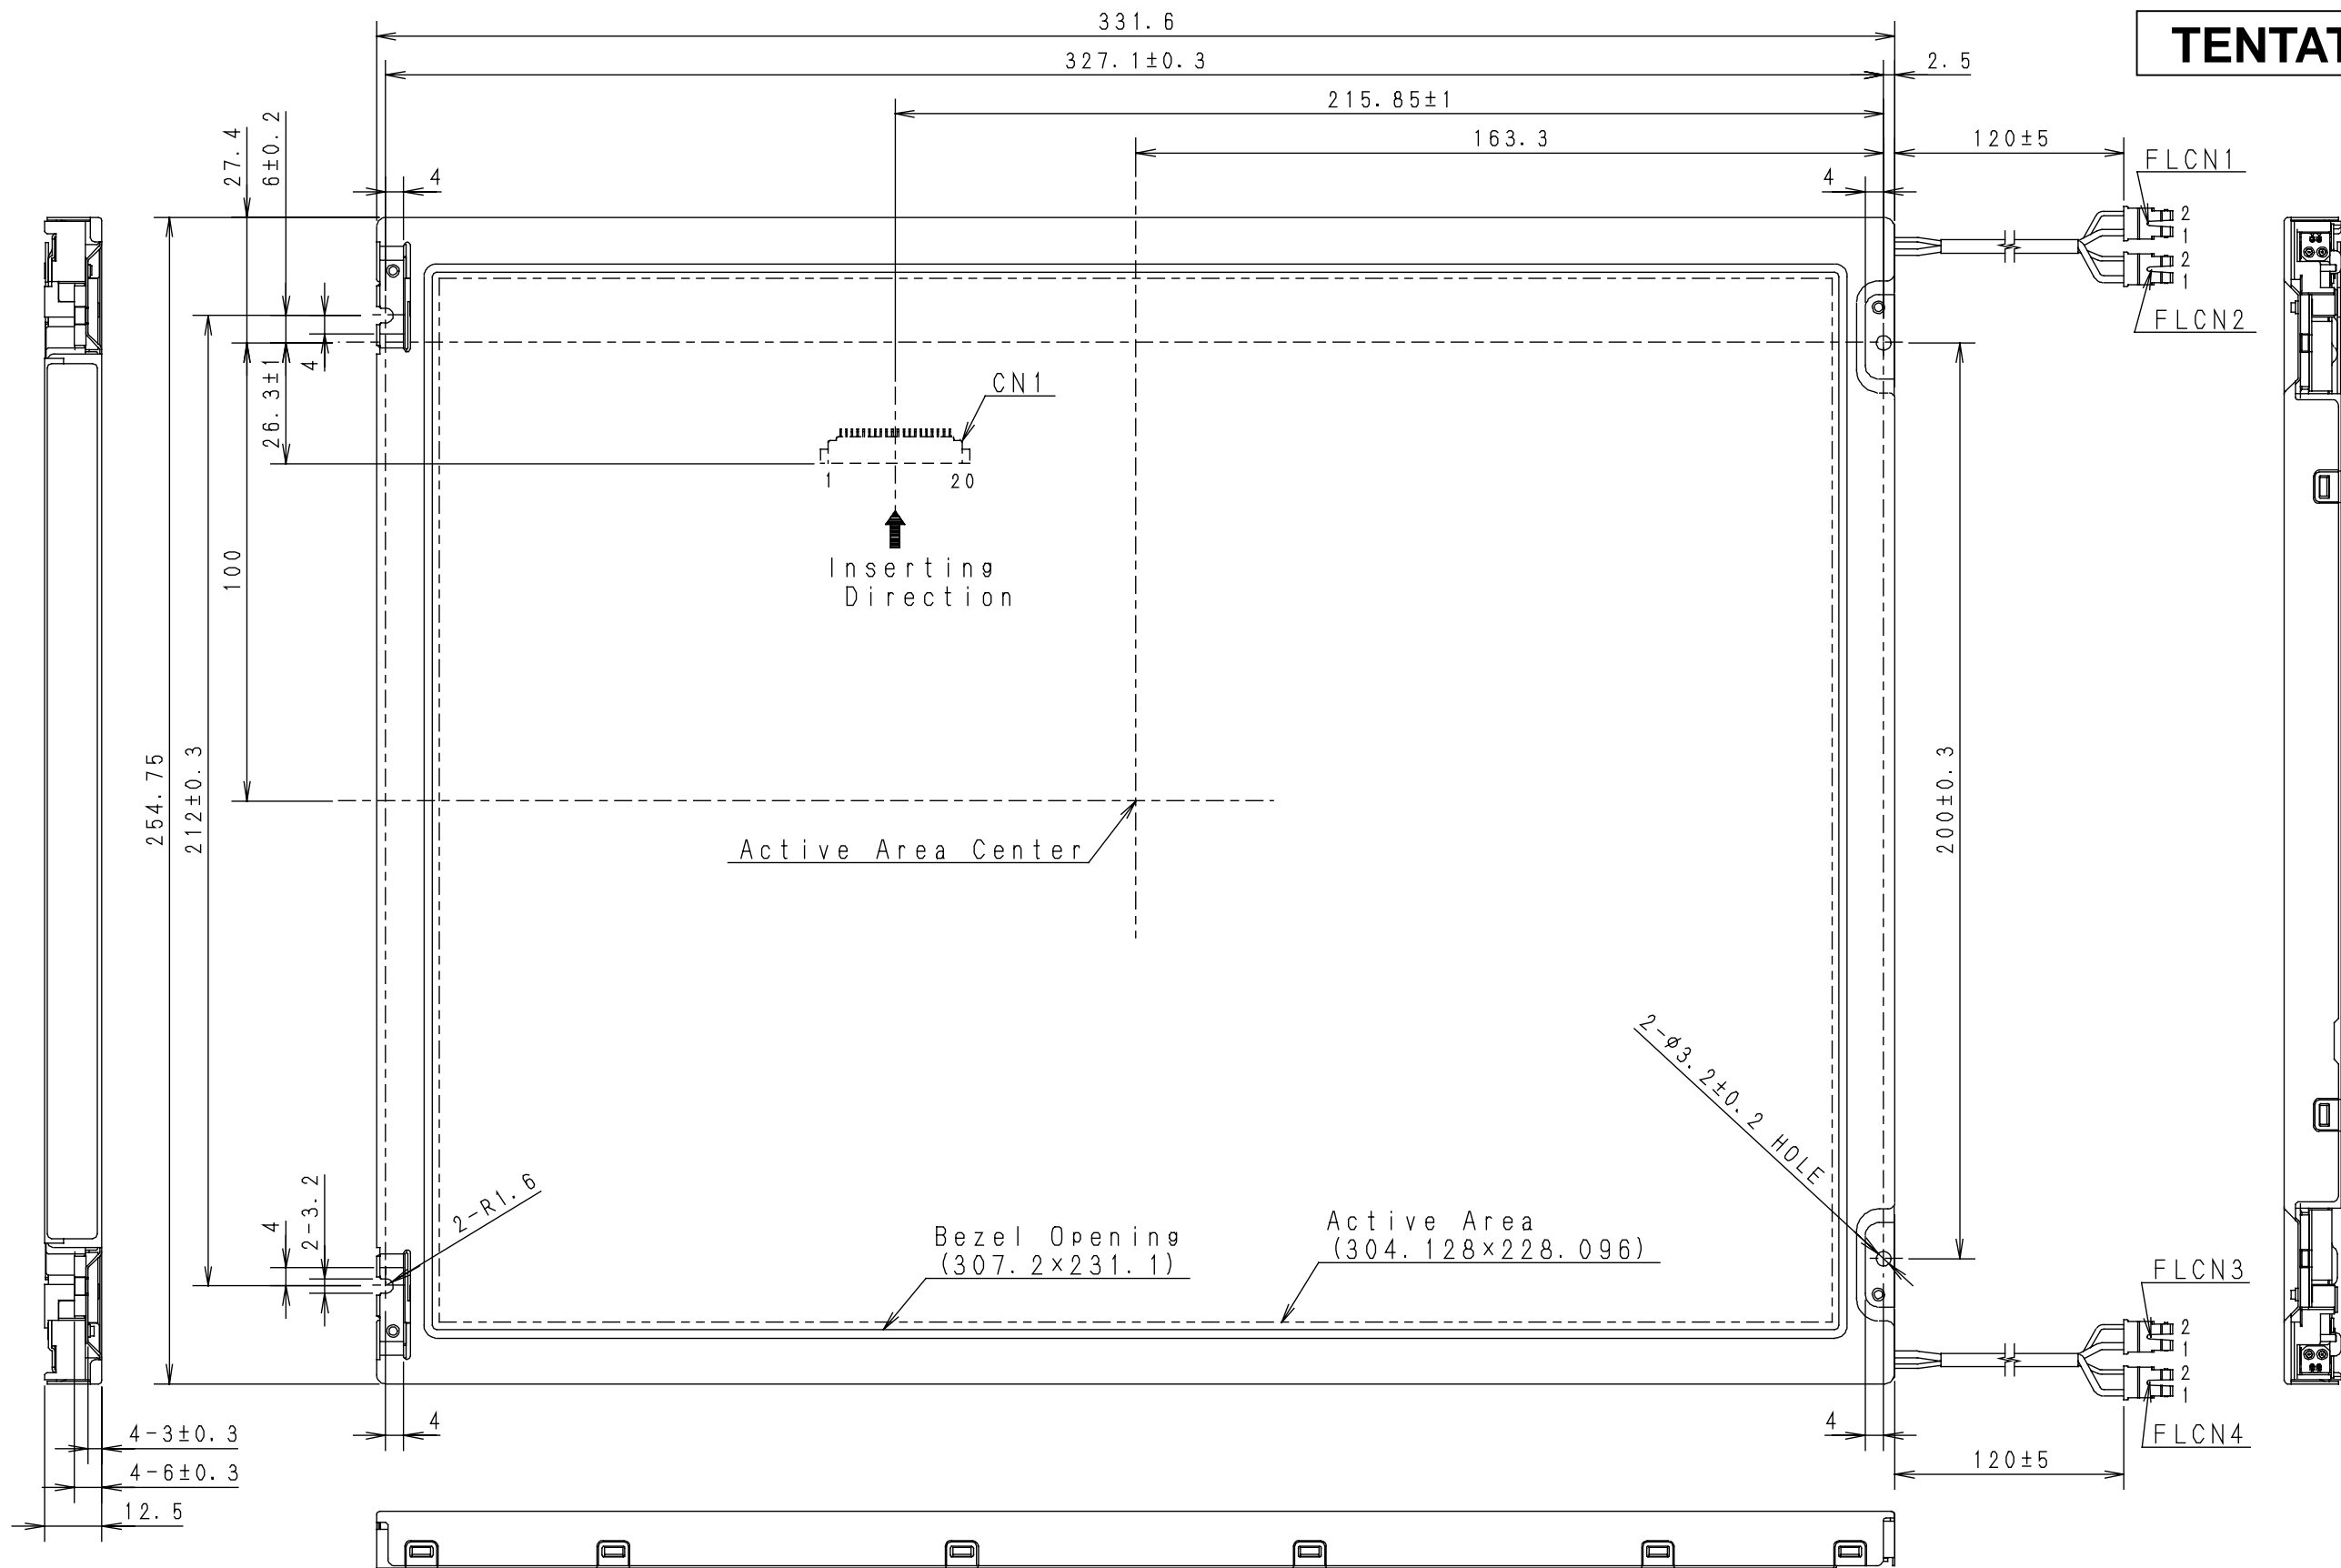 331.6
TENTAT
327.1±0.3
2.5
215.85±1
163.3
120±5
27.4
6±0.2
4
4
FLCN1
2
1
2
1
FLCN2
4
26.3±1
CN1
1
20
Inserting
Direction
100
254.75
212±0.3
200±0.3
Active Area Center
2-φ3.2±0.2 HOLE
4
2-3.2
2-R1.6
Bezel Opening
(307.2×231.1)
Active Area
(304.128×228.096)
FLCN3
2
1
2
1
FLCN4
4
4
4-3±0.3
4-6±0.3
12.5
120±5